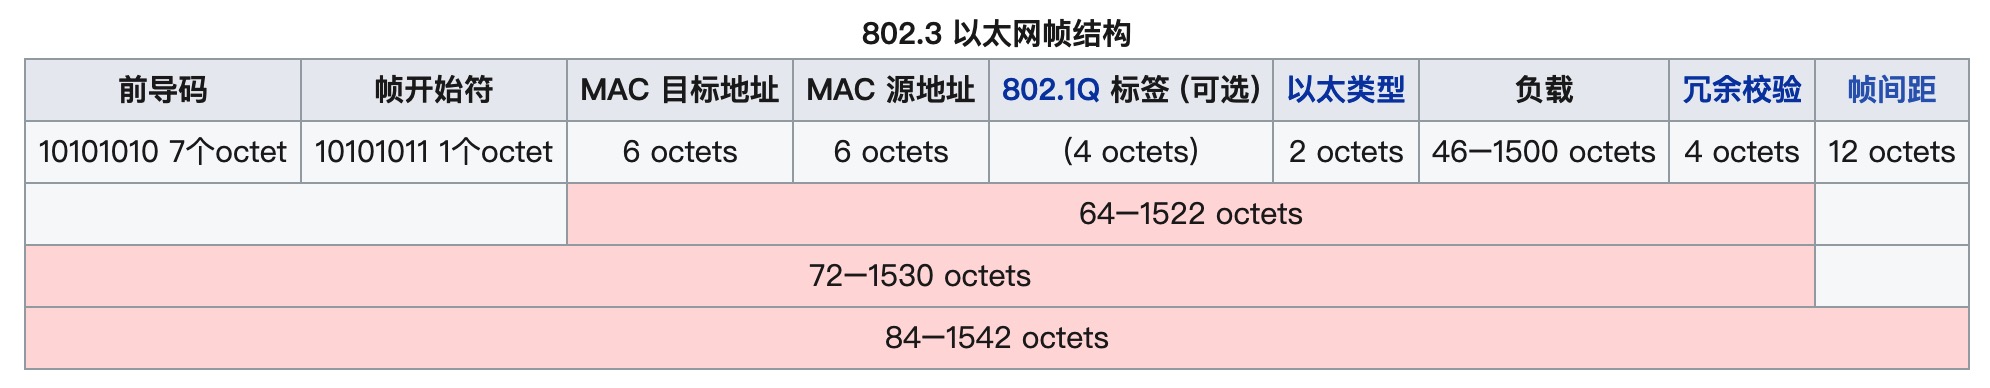 802.3 以太网帧结构
前导码 帧开始符 MAC 目标地址 MAC 源地址 802.1Q 标签 (可选) 以太类型 负载 冗余校验 帧间距
10101010 7个octet 10101011 1个octet 6 octets 6 octets (4 octets) 2 octets 46–1500 octets 4 octets 12 octets
64–1522 octets
72–1530 octets
84–1542 octets